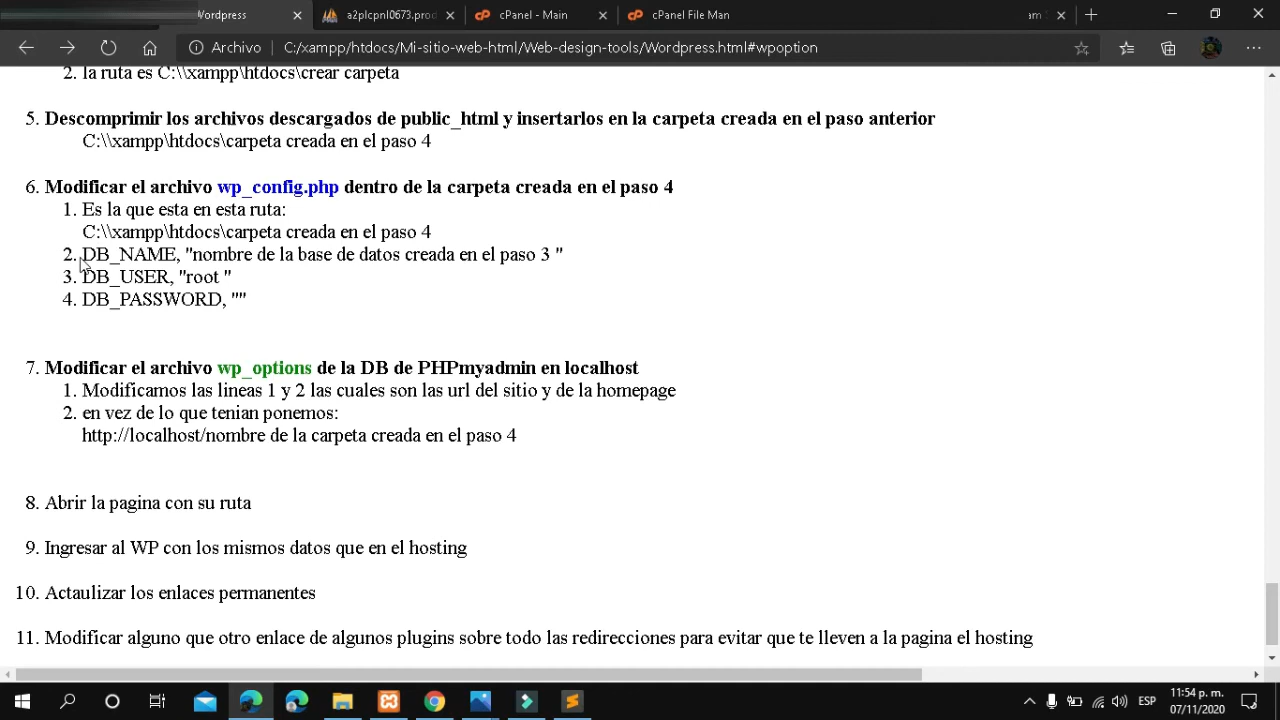 Wordpress
a2plcpnl0673.prod
cPanel - Main
cPanel File Man
am
Archivo
C:/xampp/htdocs/Mi-sitio-web-html/Web-design-tools/Wordpress.html#wpoption
2. la ruta es C:\\xampp\htdocs\crear carpeta
5. Descomprimir los archivos descargados de public_html y insertarlos en la carpeta creada en el paso anterior
C:\\xampp\htdocs\carpeta creada en el paso 4
6. Modificar el archivo wp_config.php dentro de la carpeta creada en el paso 4
1. Es la que esta en esta ruta:
C:\\xampp\htdocs\carpeta creada en el paso 4
2. DB_NAME, "nombre de la base de datos creada en el paso 3 "
3. DB_USER, "root "
4. DB_PASSWORD, ""
7. Modificar el archivo wp_options de la DB de PHPmyadmin en localhost
1. Modificamos las lineas 1 y 2 las cuales son las url del sitio y de la homepage
2. en vez de lo que tenian ponemos:
http://localhost/nombre de la carpeta creada en el paso 4
8. Abrir la pagina con su ruta
9. Ingresar al WP con los mismos datos que en el hosting
10. Actaulizar los enlaces permanentes
11. Modificar alguno que otro enlace de algunos plugins sobre todo las redirecciones para evitar que te lleven a la pagina el hosting
ESP
11:54 p. m.
07/11/2020